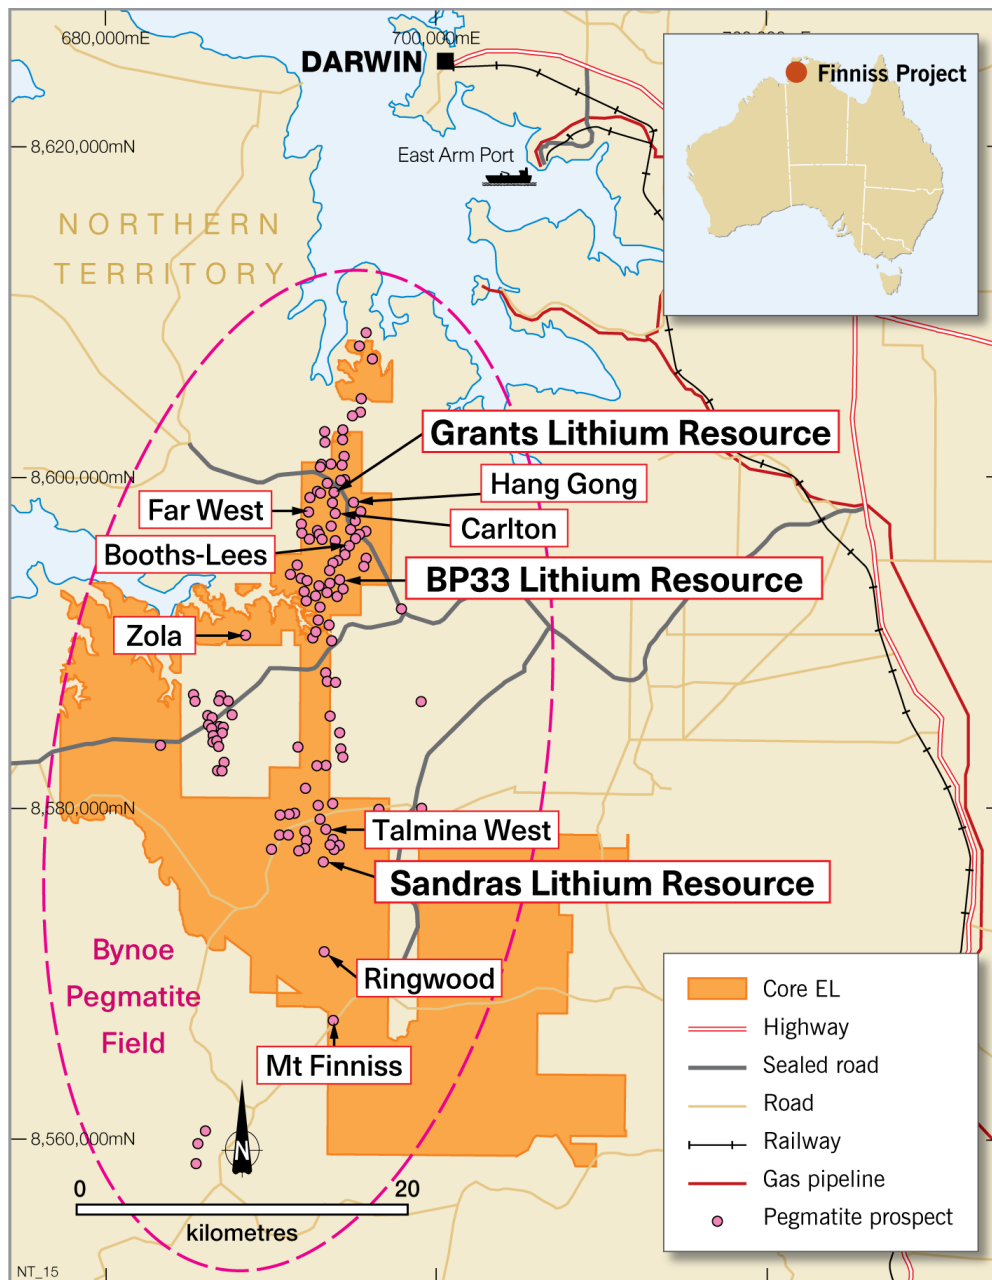 680,000mE
700,000mE
DARWIN
Finniss Project
8,620,000mN
East Arm Port
NORTHERN
TERRITORY
Grants Lithium Resource
8,600,000mN
Hang Gong
Far West
Carlton
Booths-Lees
BP33 Lithium Resource
Zola
8,580,000mN
Talmina West
Sandras Lithium Resource
Bynoe
Pegmatite
Field
Ringwood
Mt Finniss
Core EL
Highway
Sealed road
Road
Railway
Gas pipeline
Pegmatite prospect
8,560,000mN
N
0 20
kilometres
NT_15